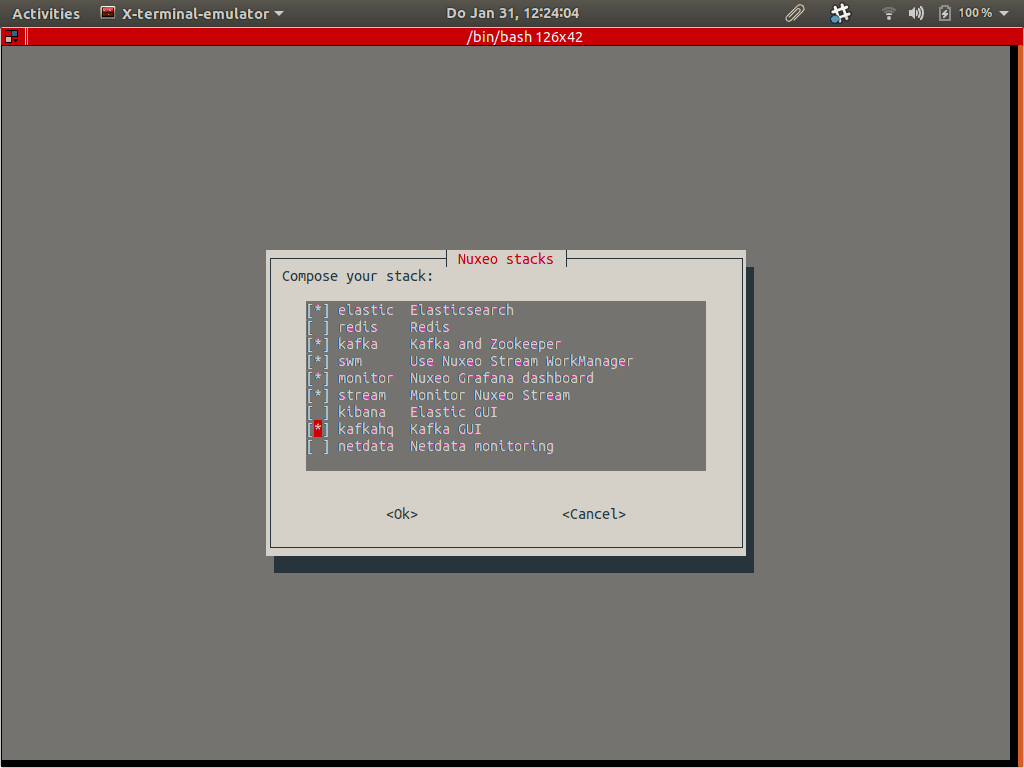 Activities X-terminal-emulator Do Jan 31, 12:24:04 100 %
/bin/bash 126x42
Nuxeo stacks
Compose your stack:
[*] elastic Elasticsearch
[ ] redis Redis
[*] kafka Kafka and Zookeeper
[*] swm Use Nuxeo Stream WorkManager
[*] monitor Nuxeo Grafana dashboard
[*] stream Monitor Nuxeo Stream
[ ] kibana Elastic GUI
[*] kafkahq Kafka GUI
[ ] netdata Netdata monitoring
<Ok> <Cancel>